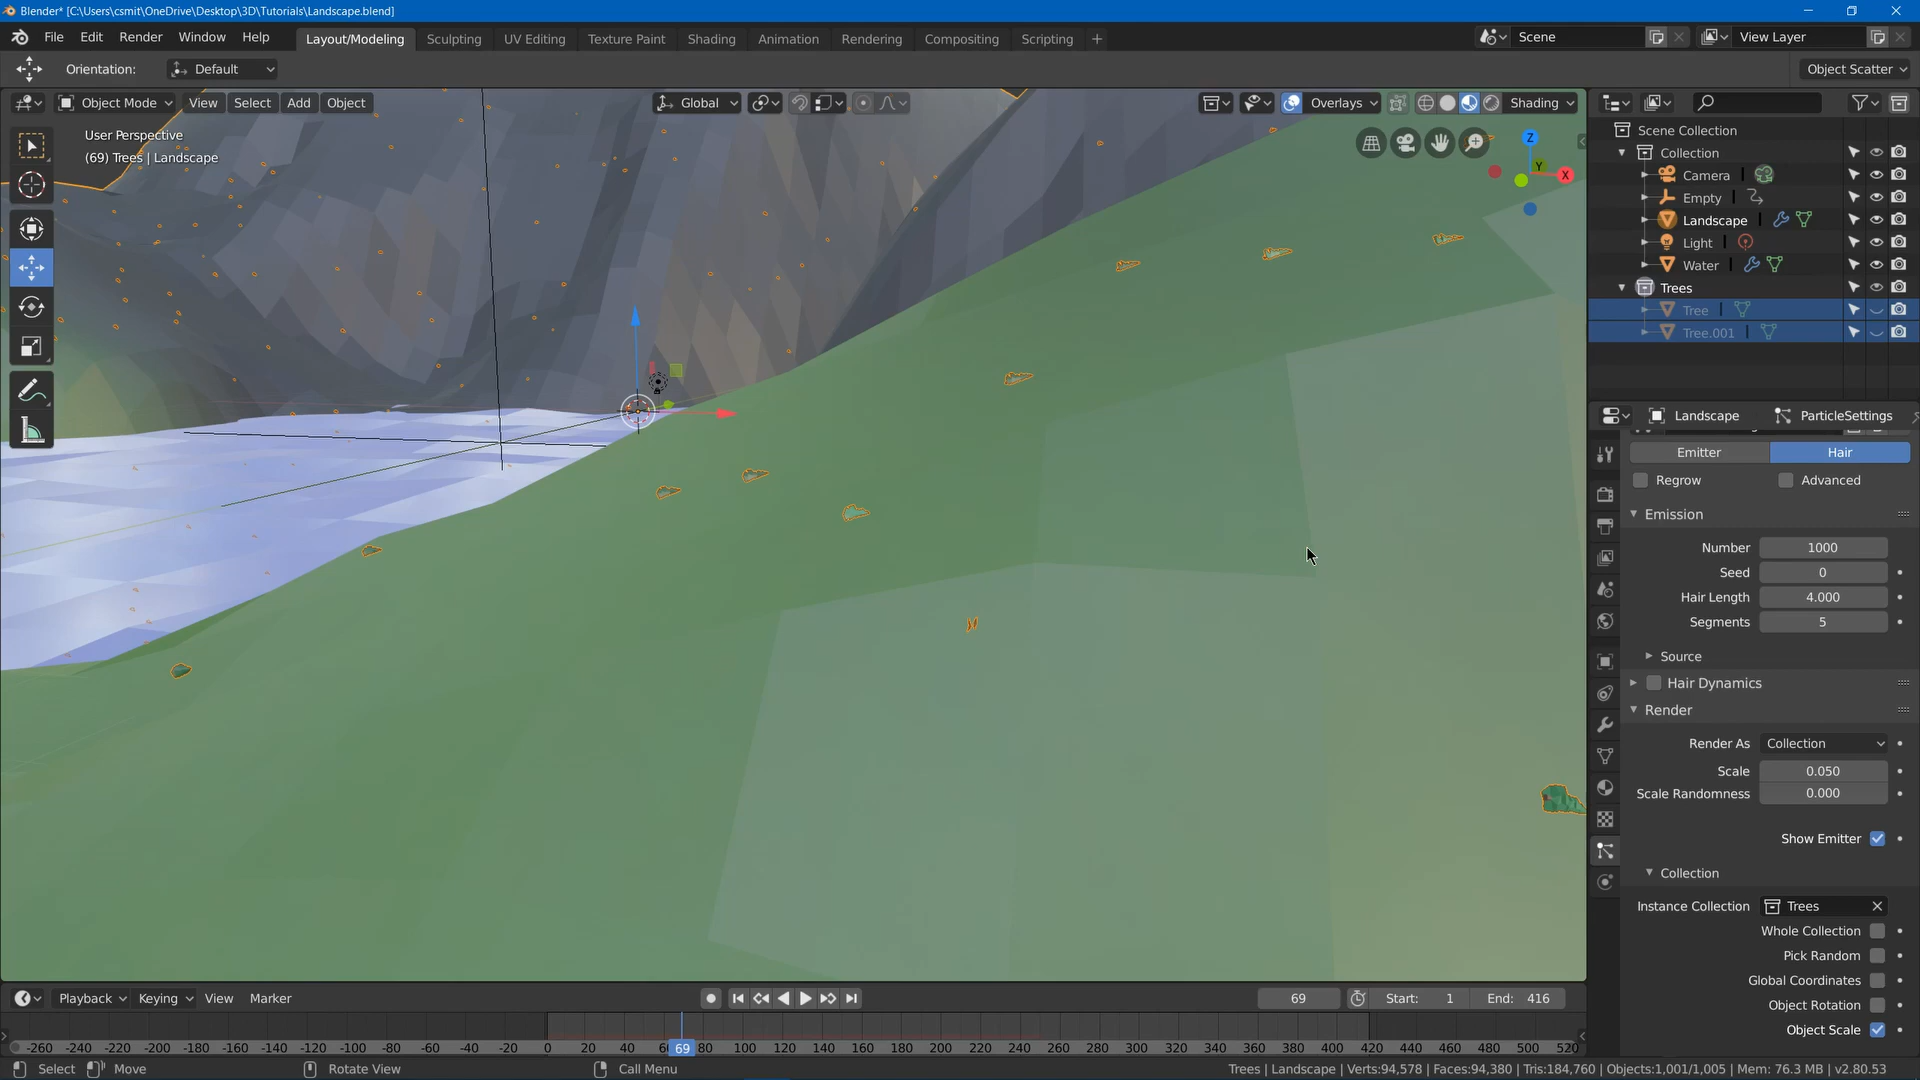 Blender* [C:\Users\csmit\OneDrive\Desktop\3D\Tutorials\Landscape.blend]
File Edit Render Window Help Layout/Modeling Sculpting UV Editing Texture Paint Shading Animation Rendering Compositing Scripting + Scene View Layer
Orientation: Default Object Scatter
Object Mode View Select Add Object Global Overlays Shading
User Perspective
(69) Trees | Landscape
Z
Y
X
Scene Collection
Collection
Camera
Empty
Landscape
Light
Water
Trees
Tree
Tree.001
Landscape ParticleSettings
Emitter Hair
Regrow Advanced
Emission
Number 1000
Seed 0
Hair Length 4.000
Segments 5
Source
Hair Dynamics
Render
Render As Collection
Scale 0.050
Scale Randomness 0.000
Show Emitter
Collection
Instance Collection Trees
Whole Collection
Pick Random
Global Coordinates
Object Rotation
Object Scale
Playback Keying View Marker 69 Start: 1 End: 416
-260 -240 -220 -200 -180 -160 -140 -120 -100 -80 -60 -40 -20 0 20 40 69 80 100 120 140 160 180 200 220 240 260 280 300 320 340 360 380 400 420 440 460 480 500 520
Select Move Rotate View Call Menu Trees | Landscape | Verts:94,578 | Faces:94,380 | Tris:184,760 | Objects:1,001/1,005 | Mem: 76.3 MB | v2.80.53